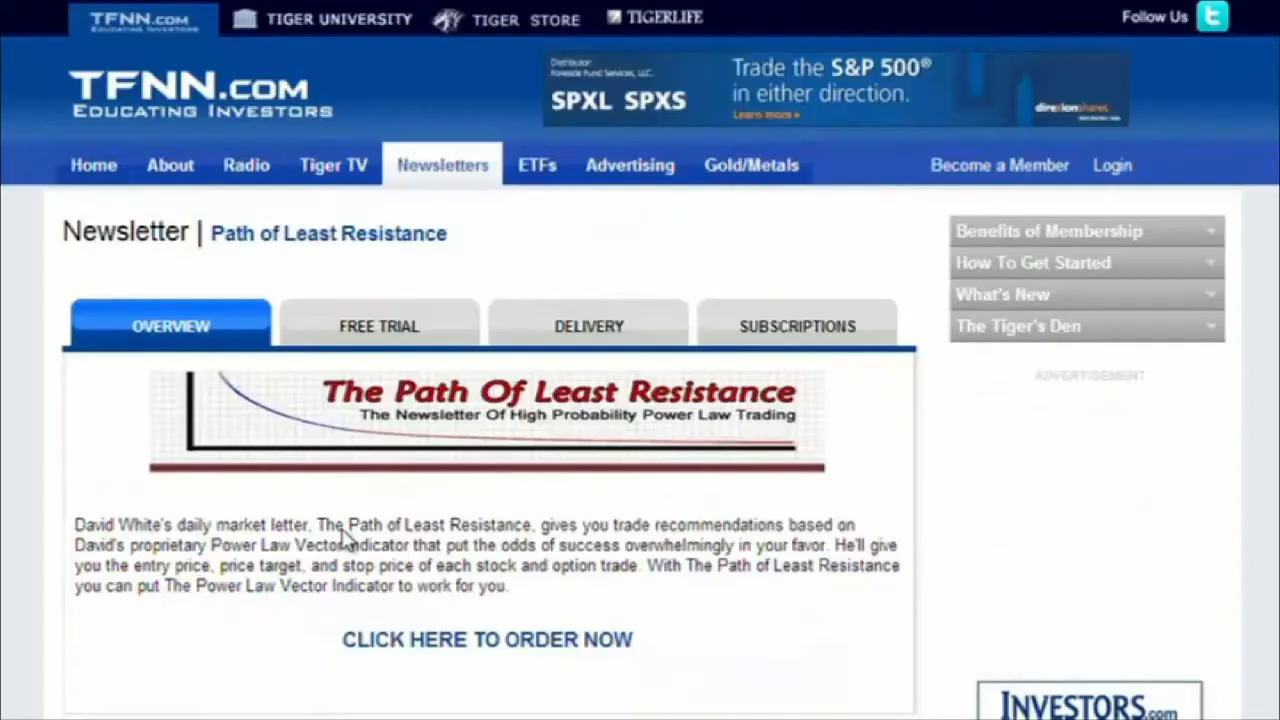 TFNN.COM
EDUCATING INVESTORS
TIGER UNIVERSITY
TIGER STORE
TIGERLIFE
Follow Us
TFNN.COM
EDUCATING INVESTORS
Distributor
Foreside Fund Services, LLC.
SPXL SPXS
Trade the S&P 500®
in either direction.
Learn more
direxionshares
Home About Radio Tiger TV Newsletters ETFs Advertising Gold/Metals Become a Member Login
Newsletter | Path of Least Resistance
Benefits of Membership
How To Get Started
What's New
The Tiger's Den
ADVERTISEMENT
OVERVIEW FREE TRIAL DELIVERY SUBSCRIPTIONS
The Path Of Least Resistance
The Newsletter Of High Probability Power Law Trading
David White's daily market letter, The Path of Least Resistance, gives you trade recommendations based on
David's proprietary Power Law Vector Indicator that put the odds of success overwhelmingly in your favor. He'll give
you the entry price, price target, and stop price of each stock and option trade. With The Path of Least Resistance
you can put The Power Law Vector Indicator to work for you.
CLICK HERE TO ORDER NOW
INVESTORS.com